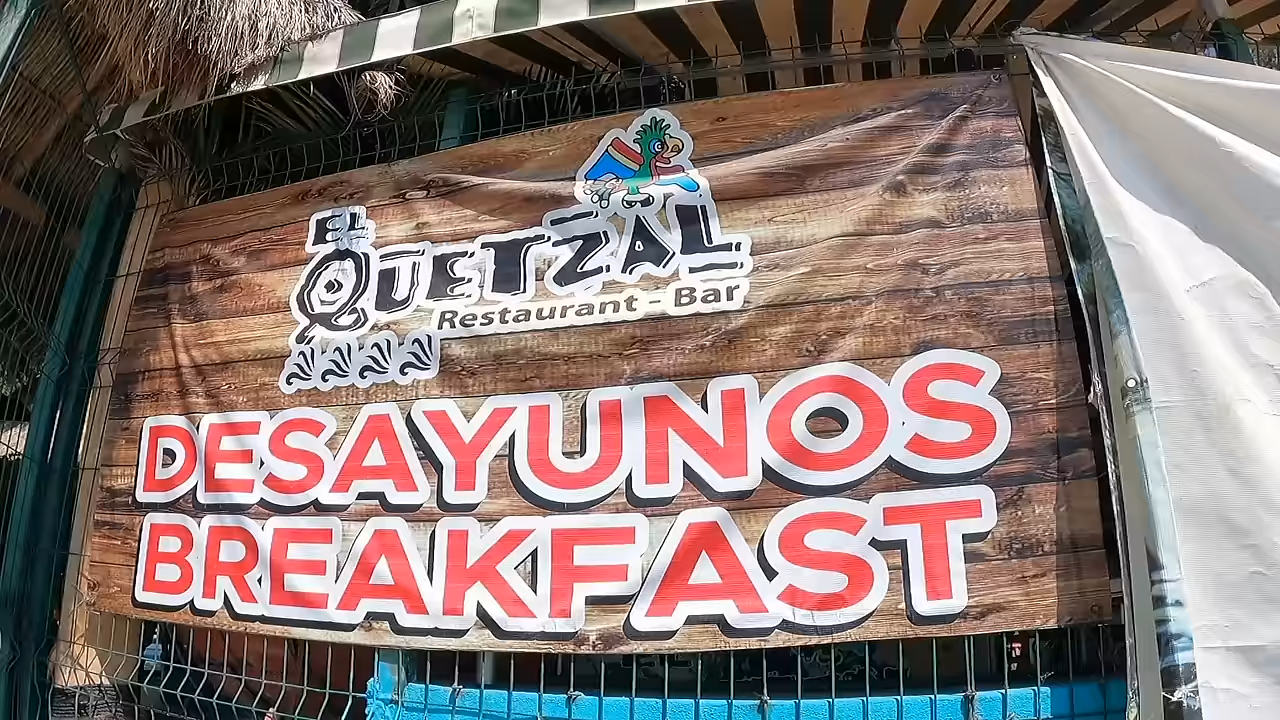 EL
QUETZAL
Restaurant - Bar
DESAYUNOS
BREAKFAST